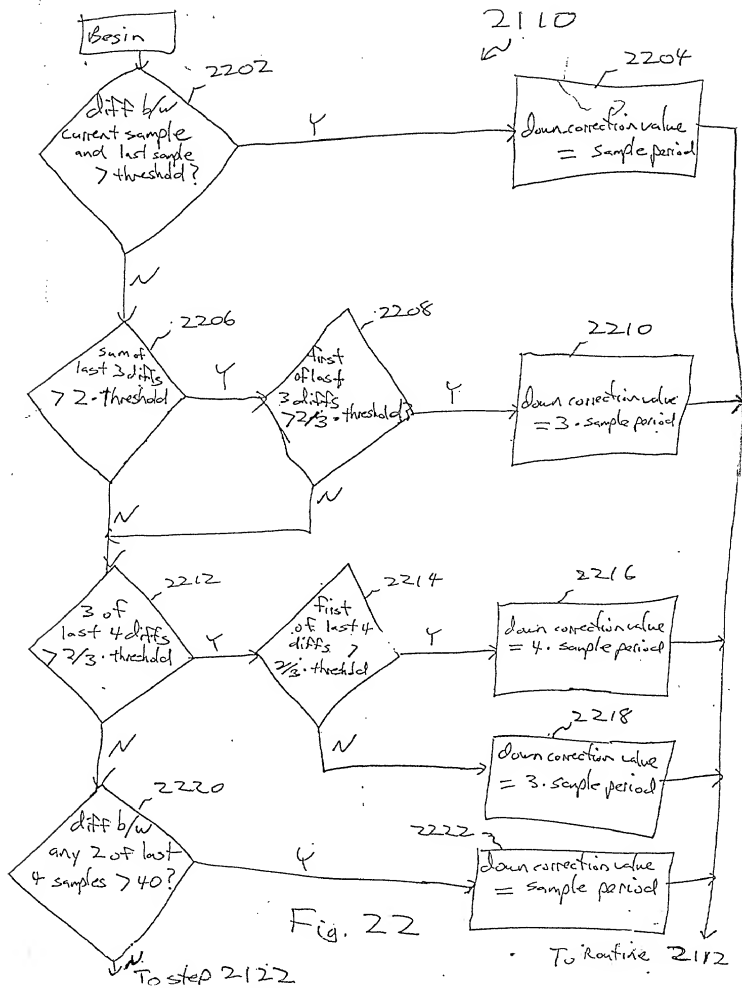 Begin
2110
2202
diff b/w
current sample
and last sample
> threshold?
Y
2204
down correction value
= sample period
N
2206
sum of
last 3 diffs
> 2 · threshold
Y
2208
first
of last
3 diffs
> 2/3 · threshold?
Y
2210
down correction value
= 3 · sample period
N
N
2212
3 of
last 4 diffs
> 2/3 · threshold
Y
2214
first
of last 4
diffs >
2/3 · threshold
Y
2216
down correction value
= 4 · sample period
N
2218
down correction value
= 3 · sample period
N
2220
diff b/w
any 2 of last
4 samples > 40?
Y
2222
down correction value
= sample period
N
To step 2122
Fig. 22
To Routine 2112